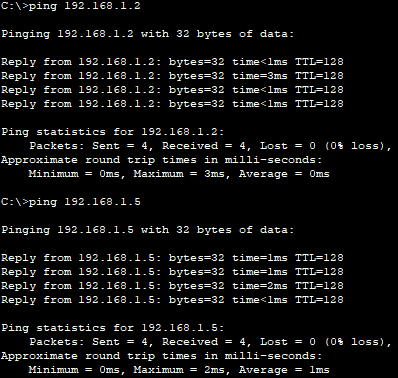 C:\>ping 192.168.1.2
Pinging 192.168.1.2 with 32 bytes of data:
Reply from 192.168.1.2: bytes=32 time<1ms TTL=128
Reply from 192.168.1.2: bytes=32 time=3ms TTL=128
Reply from 192.168.1.2: bytes=32 time<1ms TTL=128
Reply from 192.168.1.2: bytes=32 time<1ms TTL=128
Ping statistics for 192.168.1.2:
    Packets: Sent = 4, Received = 4, Lost = 0 (0% loss),
Approximate round trip times in milli-seconds:
    Minimum = 0ms, Maximum = 3ms, Average = 0ms
C:\>ping 192.168.1.5
Pinging 192.168.1.5 with 32 bytes of data:
Reply from 192.168.1.5: bytes=32 time=1ms TTL=128
Reply from 192.168.1.5: bytes=32 time=1ms TTL=128
Reply from 192.168.1.5: bytes=32 time=2ms TTL=128
Reply from 192.168.1.5: bytes=32 time<1ms TTL=128
Ping statistics for 192.168.1.5:
    Packets: Sent = 4, Received = 4, Lost = 0 (0% loss),
Approximate round trip times in milli-seconds:
    Minimum = 0ms, Maximum = 2ms, Average = 1ms